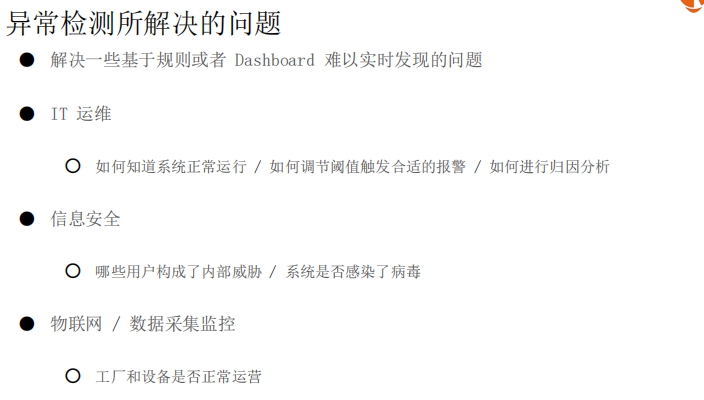 异常检测所解决的问题
● 解决一些基于规则或者 Dashboard 难以实时发现的问题
● IT 运维
○ 如何知道系统正常运行 / 如何调节阈值触发合适的报警 / 如何进行归因分析
● 信息安全
○ 哪些用户构成了内部威胁 / 系统是否感染了病毒
● 物联网 / 数据采集监控
○ 工厂和设备是否正常运营